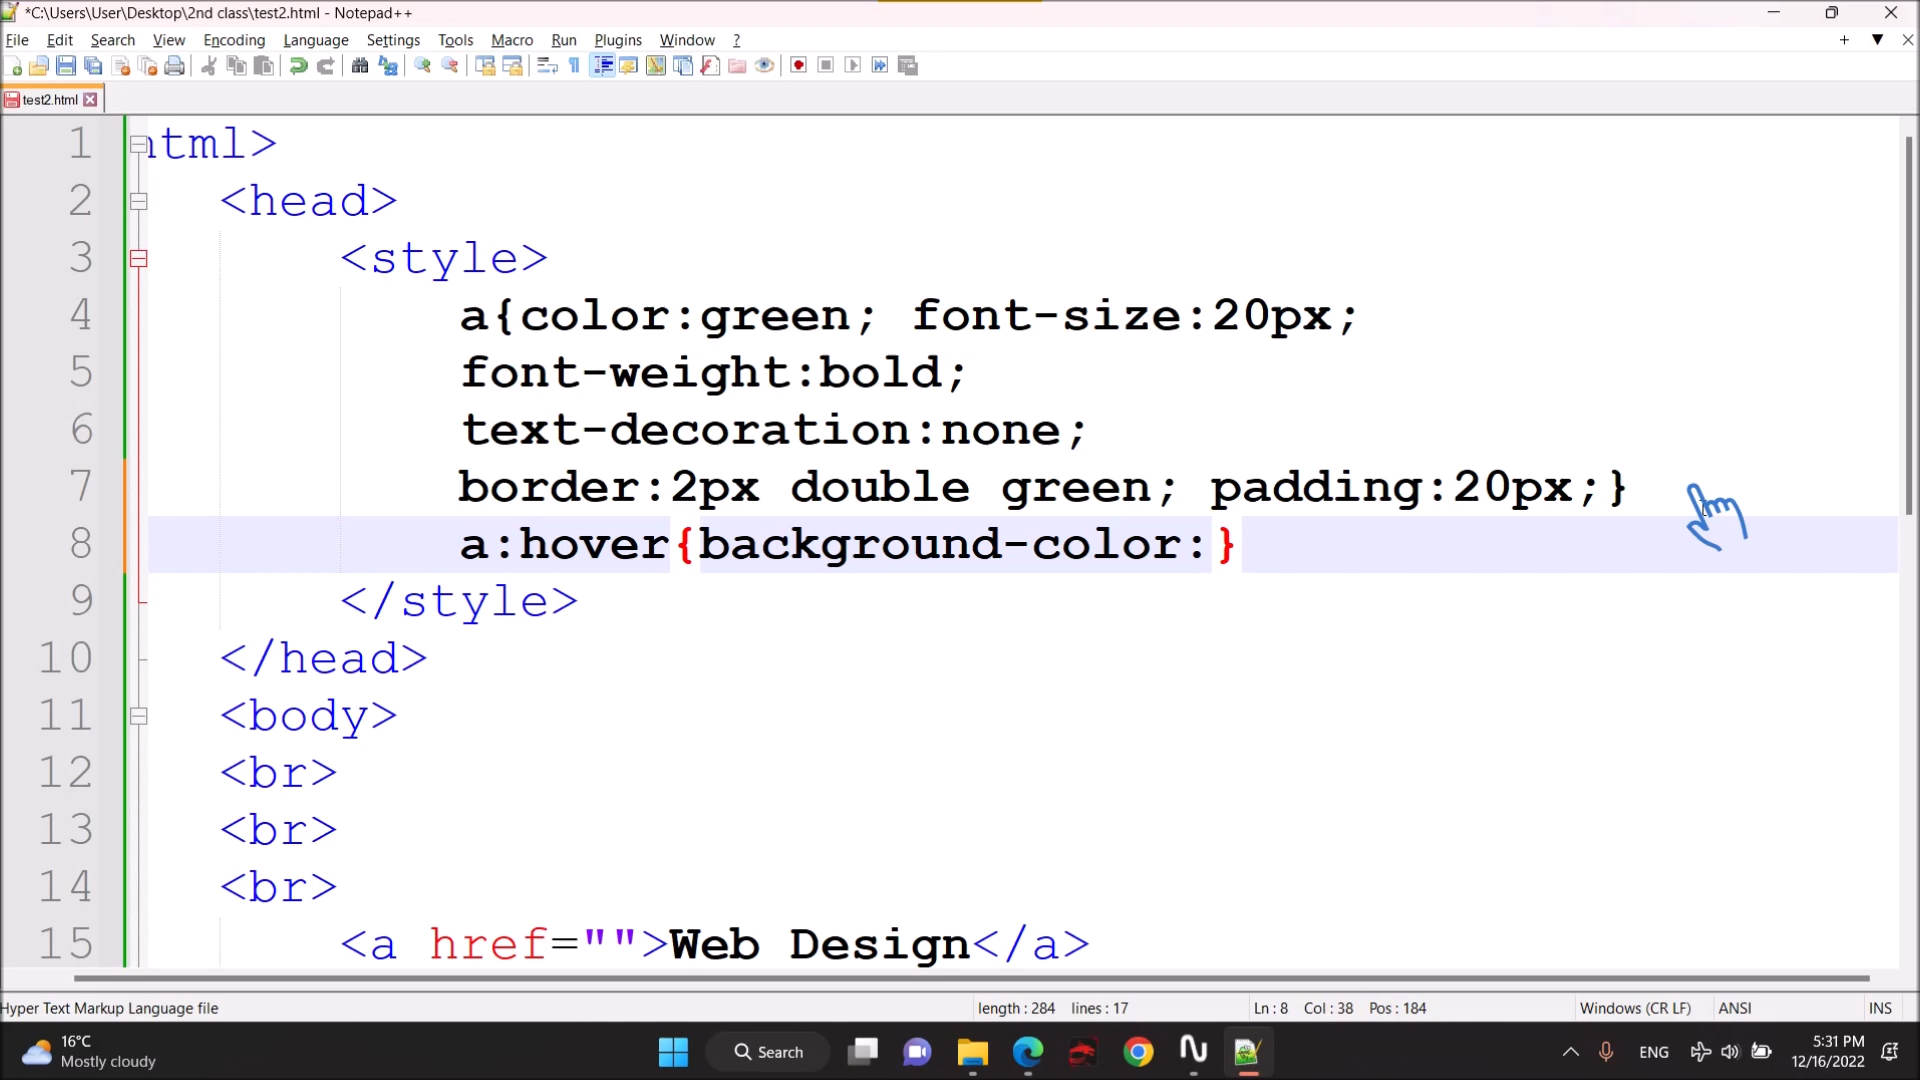 *C:\Users\User\Desktop\2nd class\test2.html - Notepad++
File Edit Search View Encoding Language Settings Tools Macro Run Plugins Window ?
test2.html
1 html>
2 <head>
3 <style>
4 a{color:green; font-size:20px;
5 font-weight:bold;
6 text-decoration:none;
7 border:2px double green; padding:20px;}
8 a:hover{background-color:}
9 </style>
10 </head>
11 <body>
12 <br>
13 <br>
14 <br>
15 <a href="">Web Design</a>
Hyper Text Markup Language file length : 284 lines : 17 Ln : 8 Col : 38 Pos : 184 Windows (CR LF) ANSI INS
16°C
Mostly cloudy
Search
ENG
5:31 PM
12/16/2022